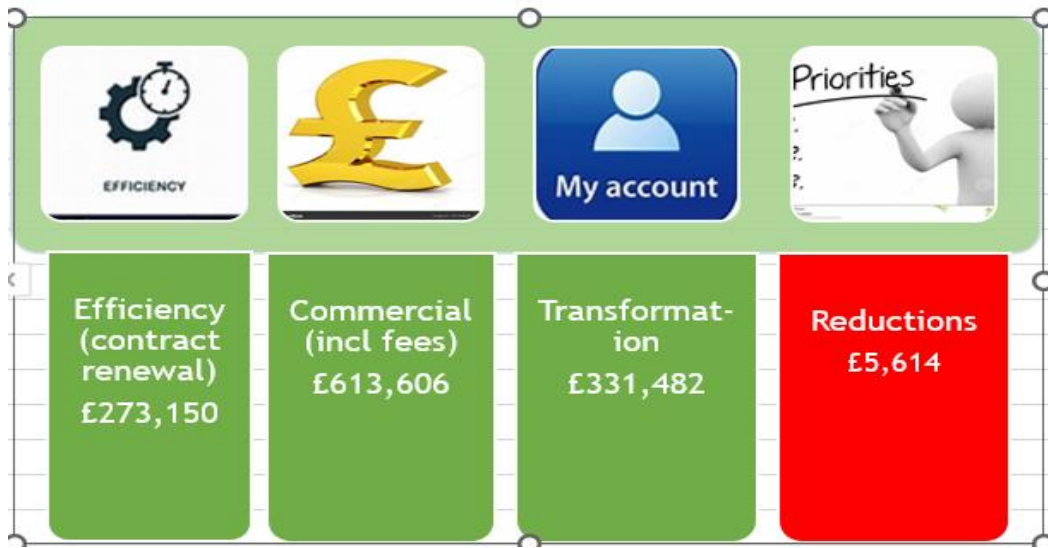 EFFICIENCY
My account
Priorities
Efficiency
(contract
renewal)
£273,150
Commercial
(incl fees)
£613,606
Transformat-
ion
£331,482
Reductions
£5,614